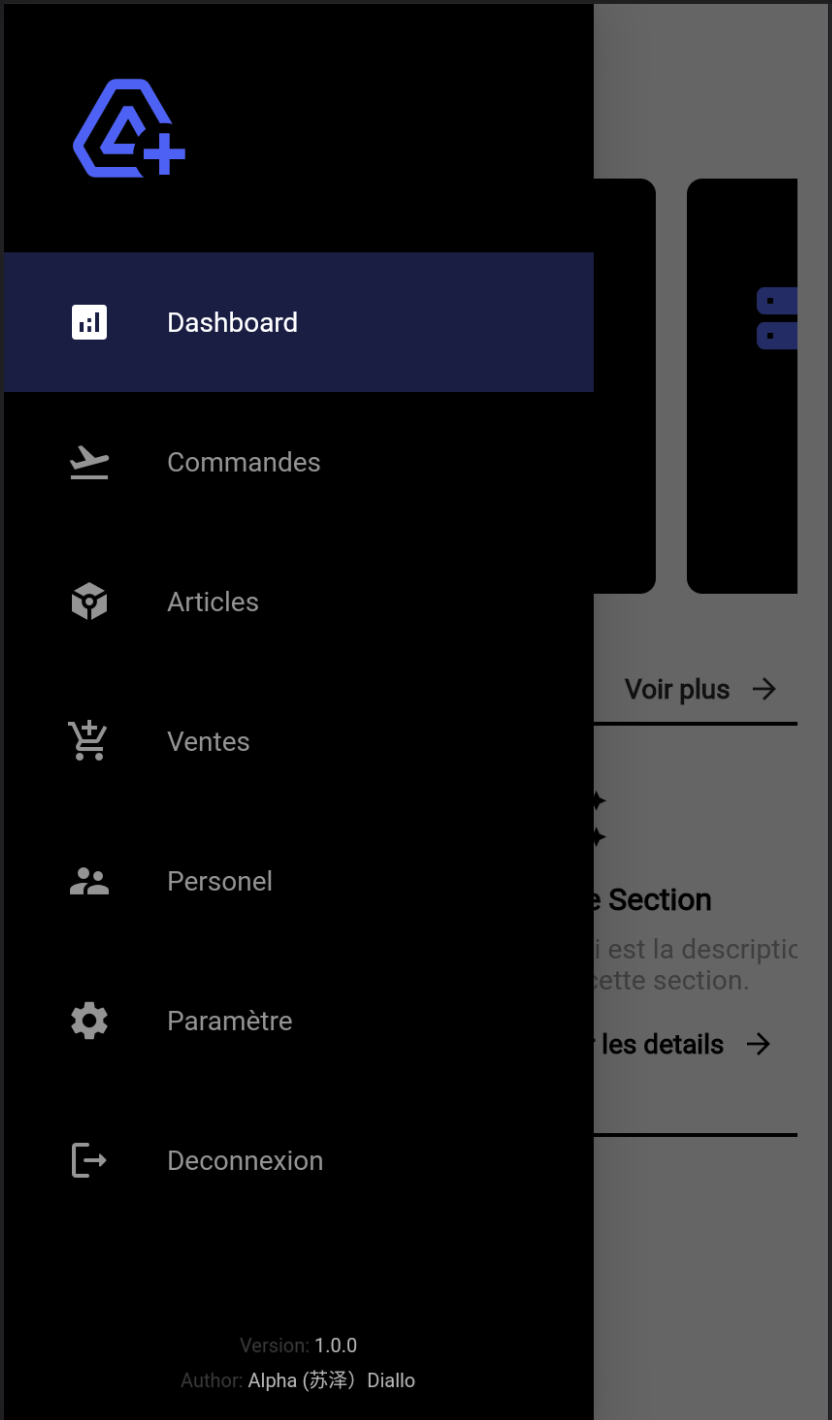 Dashboard
Commandes
Articles
Ventes
Personel
Paramètre
Deconnexion
Version: 1.0.0
Author: Alpha (苏泽）Diallo
Voir plus
Section
est la
cette section.
les details